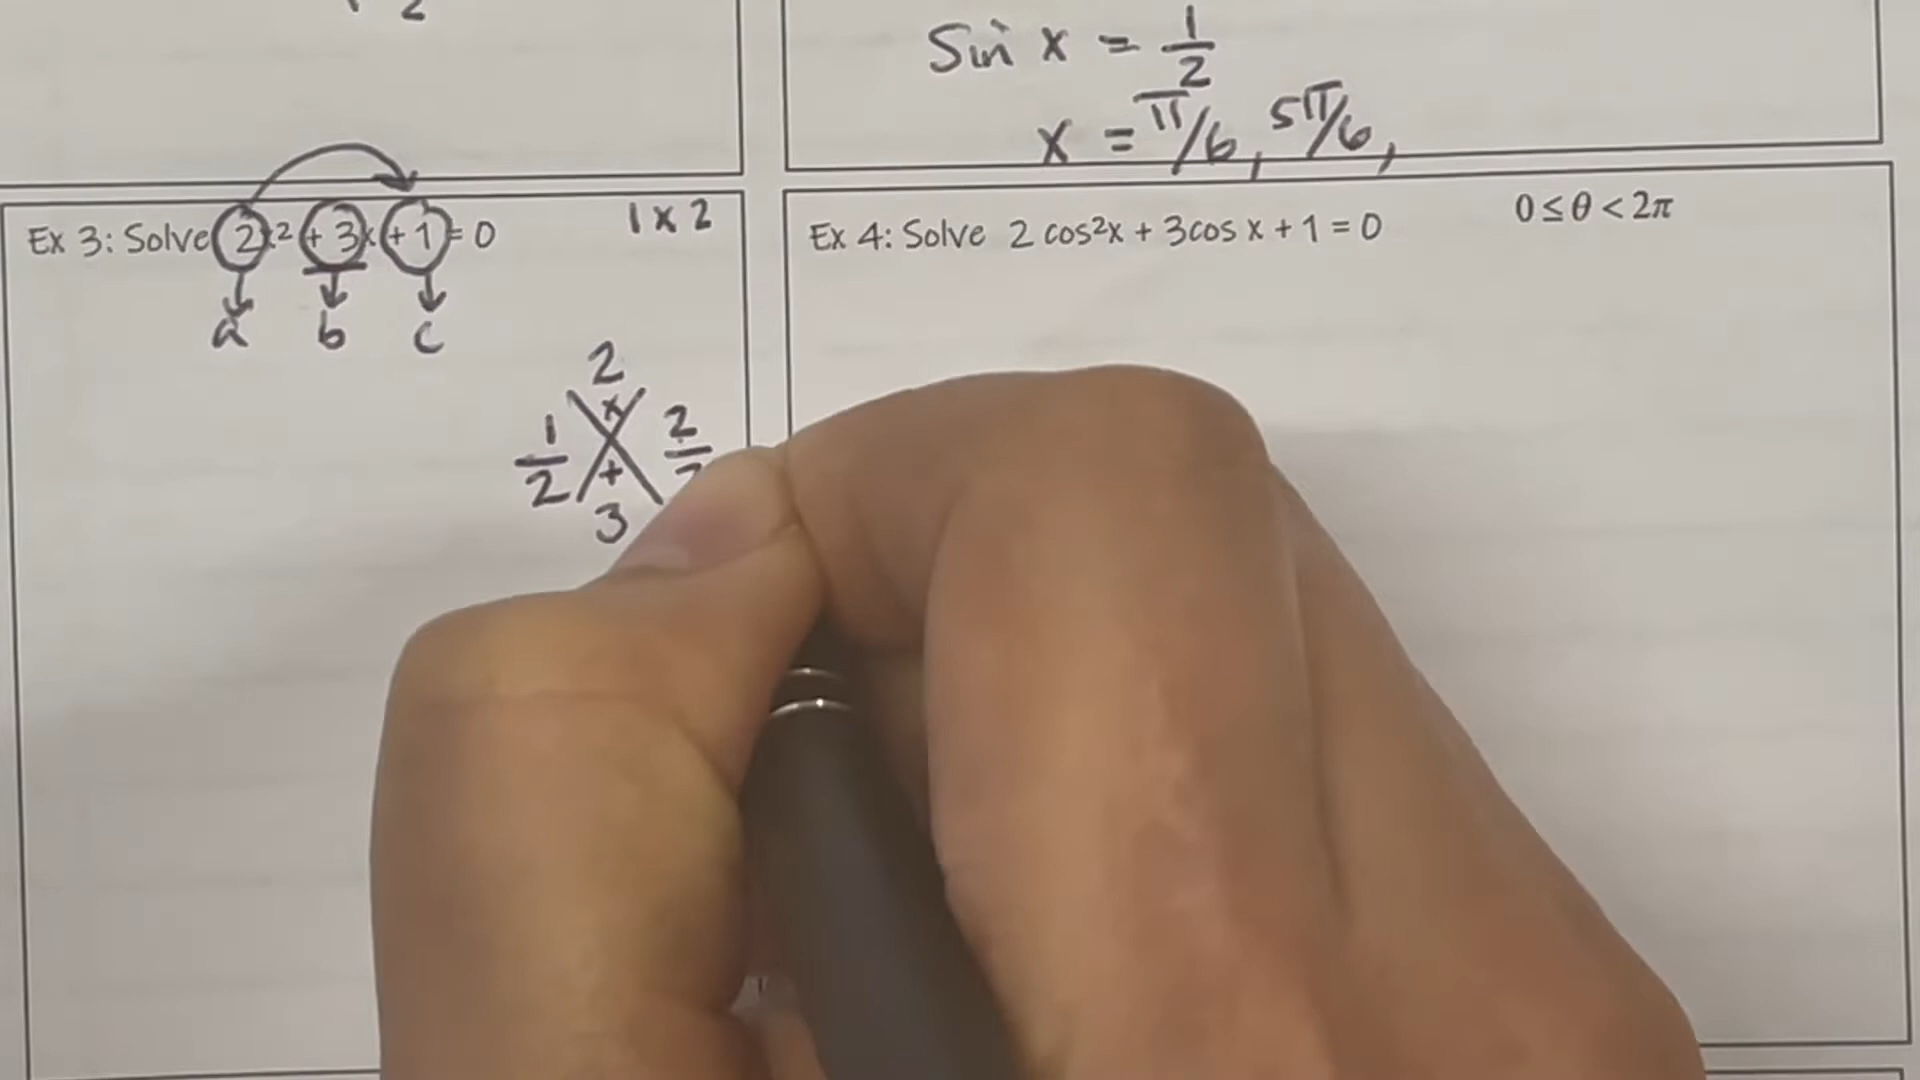 2
Sin x = 1/2
x = π/6, 5π/6,
Ex 3: Solve 2x² + 3x + 1 = 0
1 x 2
a b c
2
x
1/2 2/
+
3
Ex 4: Solve 2 cos²x + 3cos x + 1 = 0
0 ≤ θ < 2π